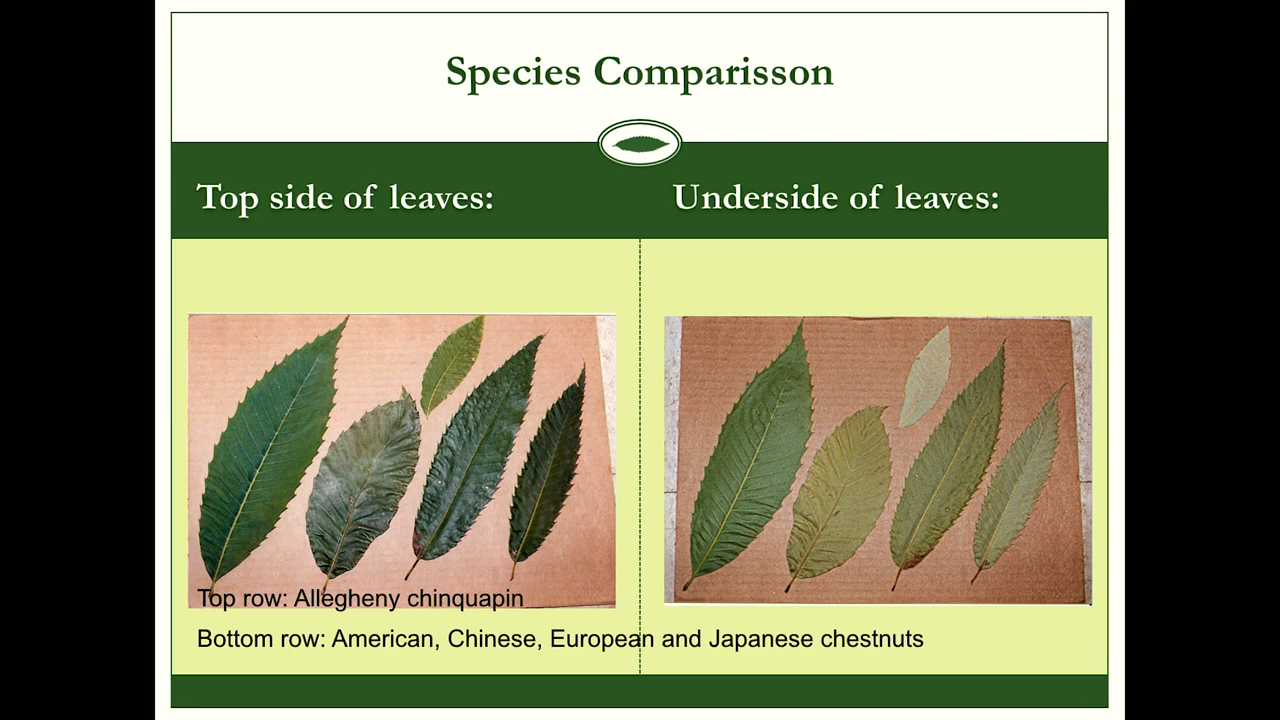 Species Comparisson
Top side of leaves:
Underside of leaves:
Top row: Allegheny chinquapin
Bottom row: American, Chinese, European and Japanese chestnuts